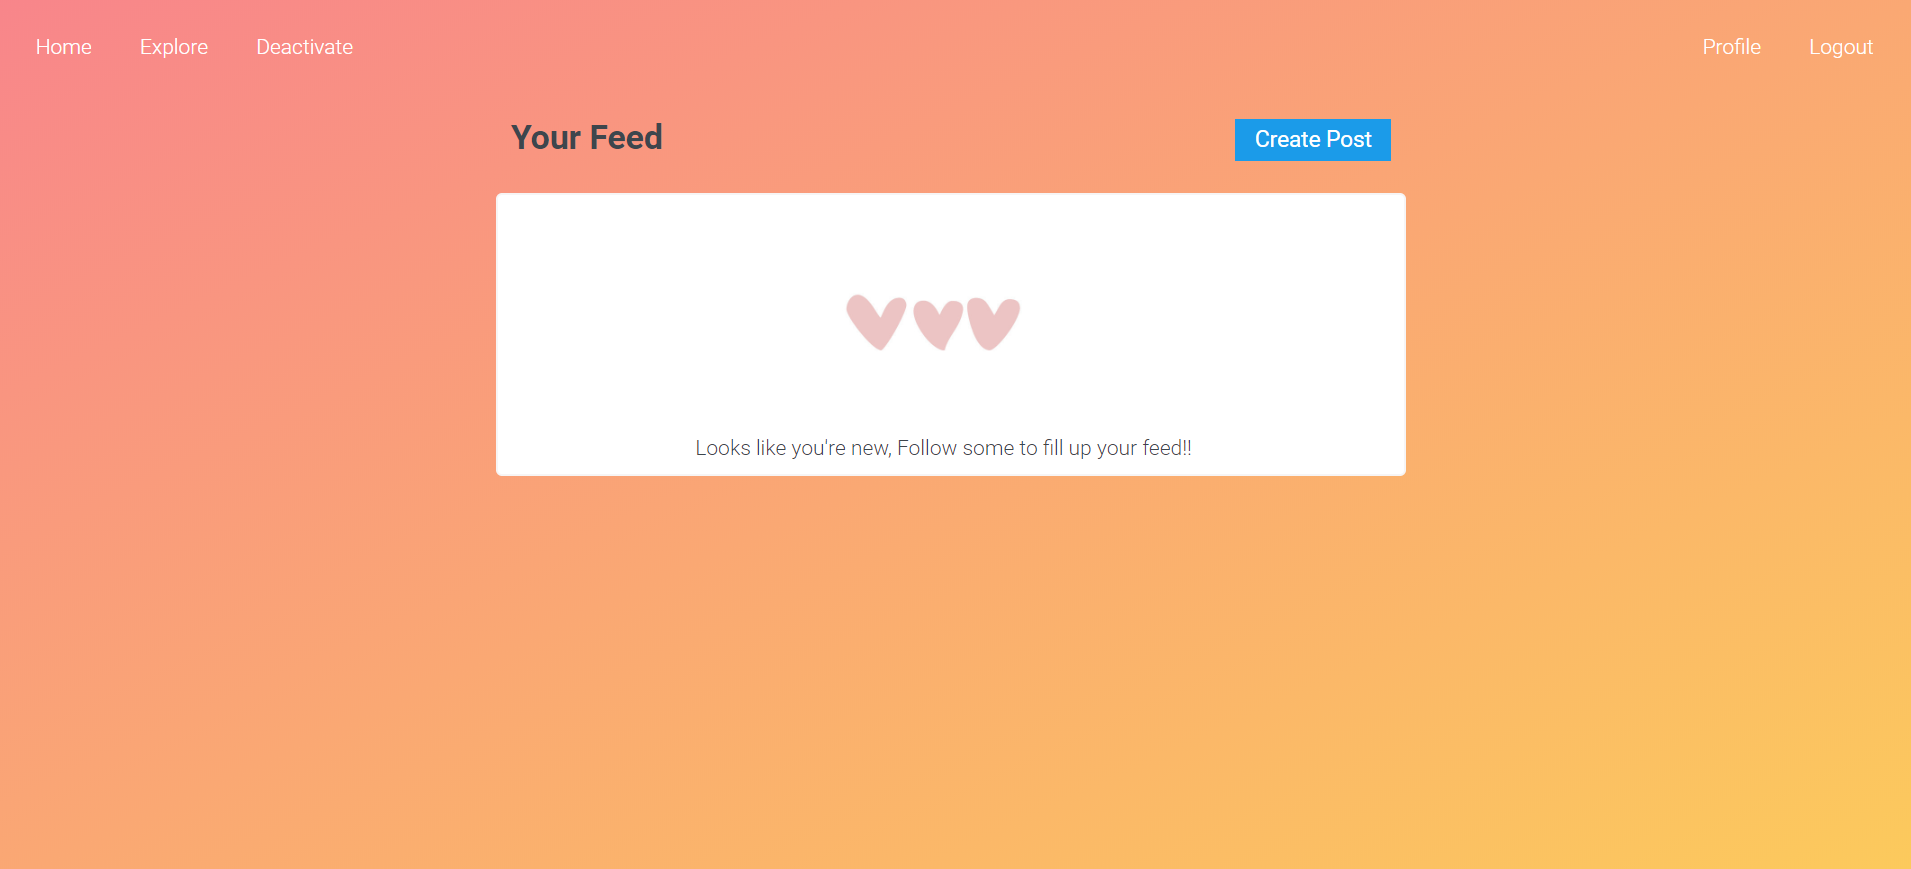 Home Explore Deactivate Profile Logout
Your Feed Create Post
Looks like you're new, Follow some to fill up your feed!!